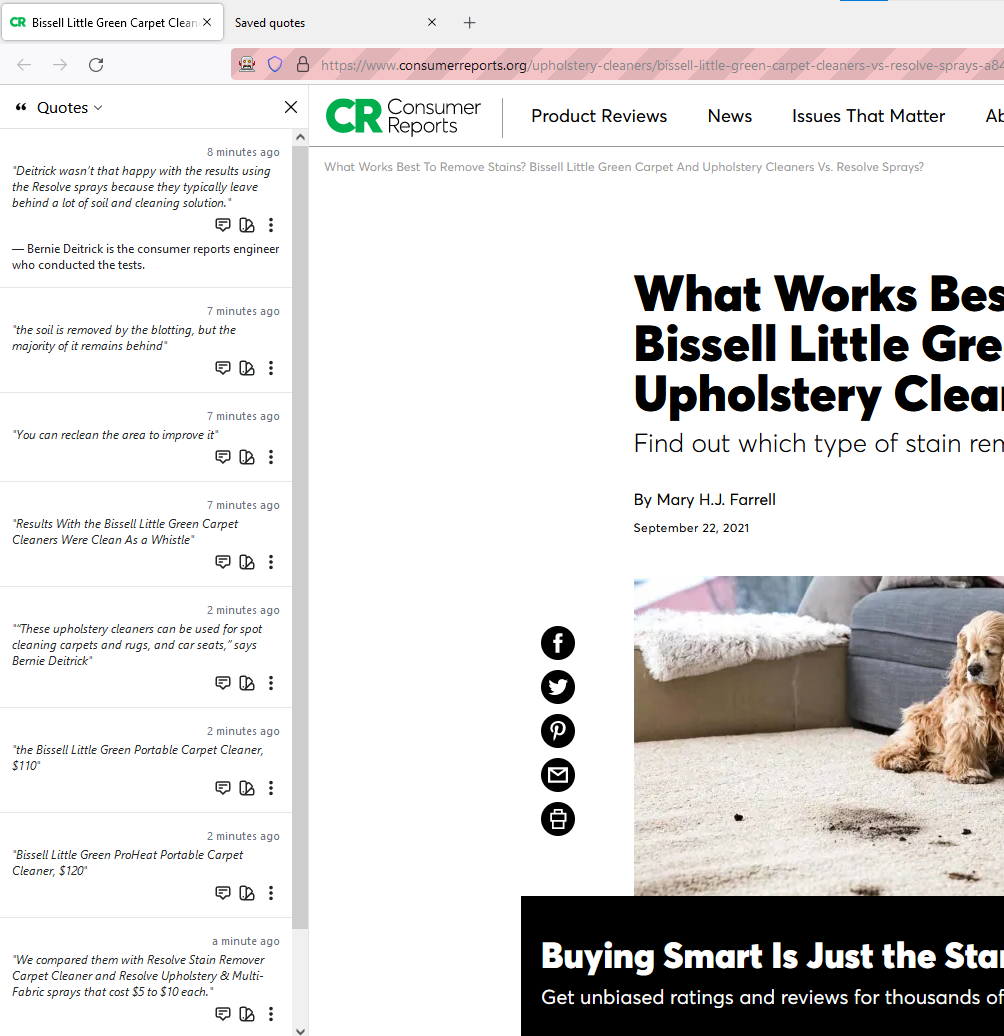 CR Bissell Little Green Carpet Clean
Saved quotes
https://www.consumerreports.org/upholstery-cleaners/bissell-little-green-carpet-cleaners-vs-resolve-sprays-a84
Quotes
8 minutes ago
"Deitrick wasn't that happy with the results using
the Resolve sprays because they typically leave
behind a lot of soil and cleaning solution."
— Bernie Deitrick is the consumer reports engineer
who conducted the tests.
7 minutes ago
"the soil is removed by the blotting, but the
majority of it remains behind"
7 minutes ago
"You can reclean the area to improve it"
7 minutes ago
"Results With the Bissell Little Green Carpet
Cleaners Were Clean As a Whistle"
2 minutes ago
"“These upholstery cleaners can be used for spot
cleaning carpets and rugs, and car seats,” says
Bernie Deitrick"
2 minutes ago
"the Bissell Little Green Portable Carpet Cleaner,
$110"
2 minutes ago
"Bissell Little Green ProHeat Portable Carpet
Cleaner, $120"
a minute ago
"We compared them with Resolve Stain Remover
Carpet Cleaner and Resolve Upholstery & Multi-
Fabric sprays that cost $5 to $10 each."
CR Consumer
Reports
Product Reviews
News
Issues That Matter
Ab
What Works Best To Remove Stains? Bissell Little Green Carpet And Upholstery Cleaners Vs. Resolve Sprays?
What Works Bes
Bissell Little Gre
Upholstery Clea
Find out which type of stain rem
By Mary H.J. Farrell
September 22, 2021
Buying Smart Is Just the Sta
Get unbiased ratings and reviews for thousands of